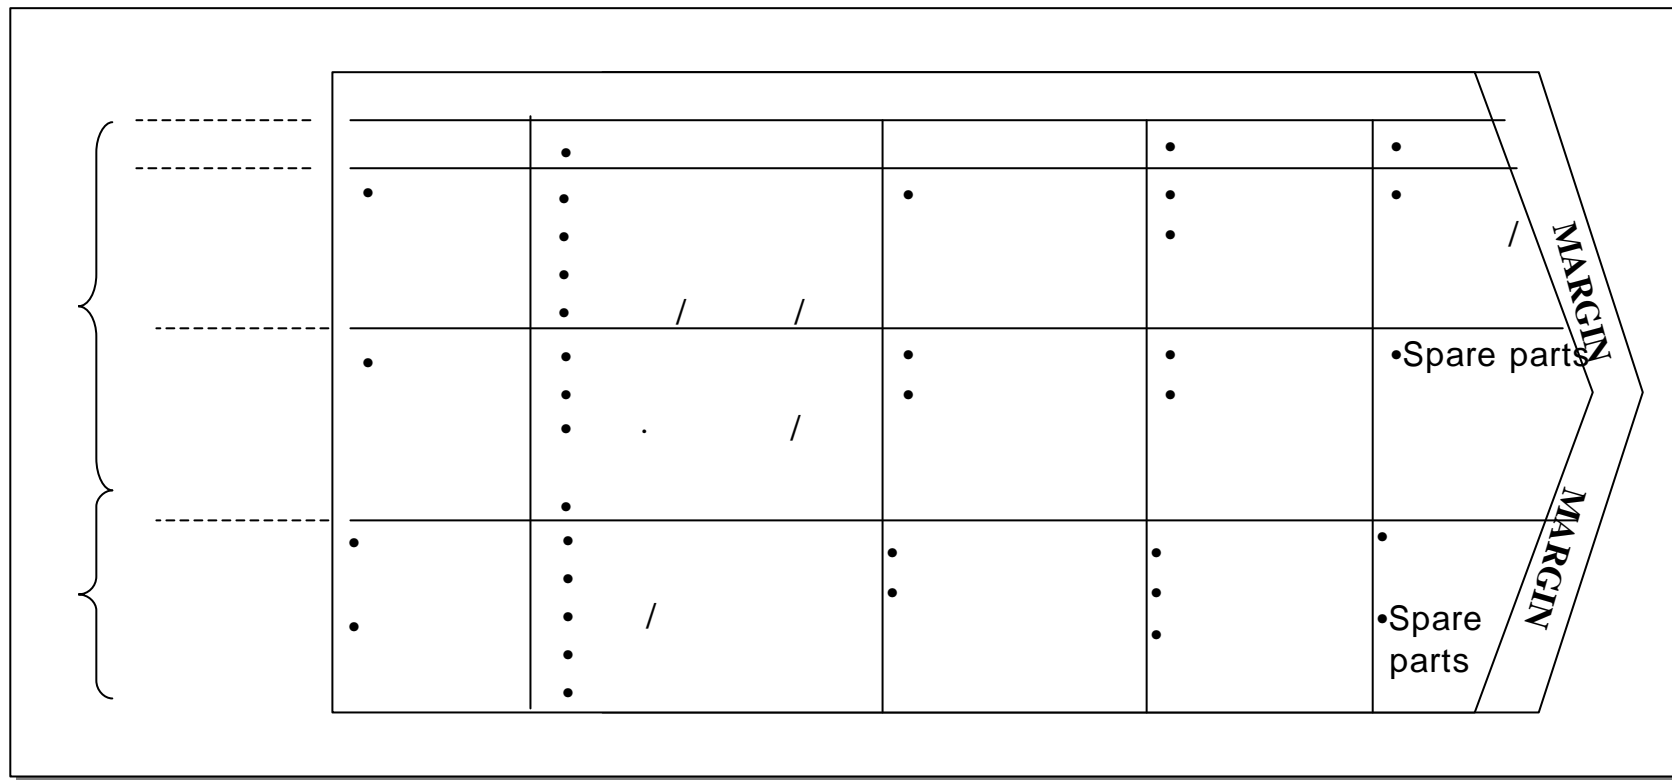 /
MARGIN
/ /
•Spare parts
. /
MARGIN
/
•Spare
parts